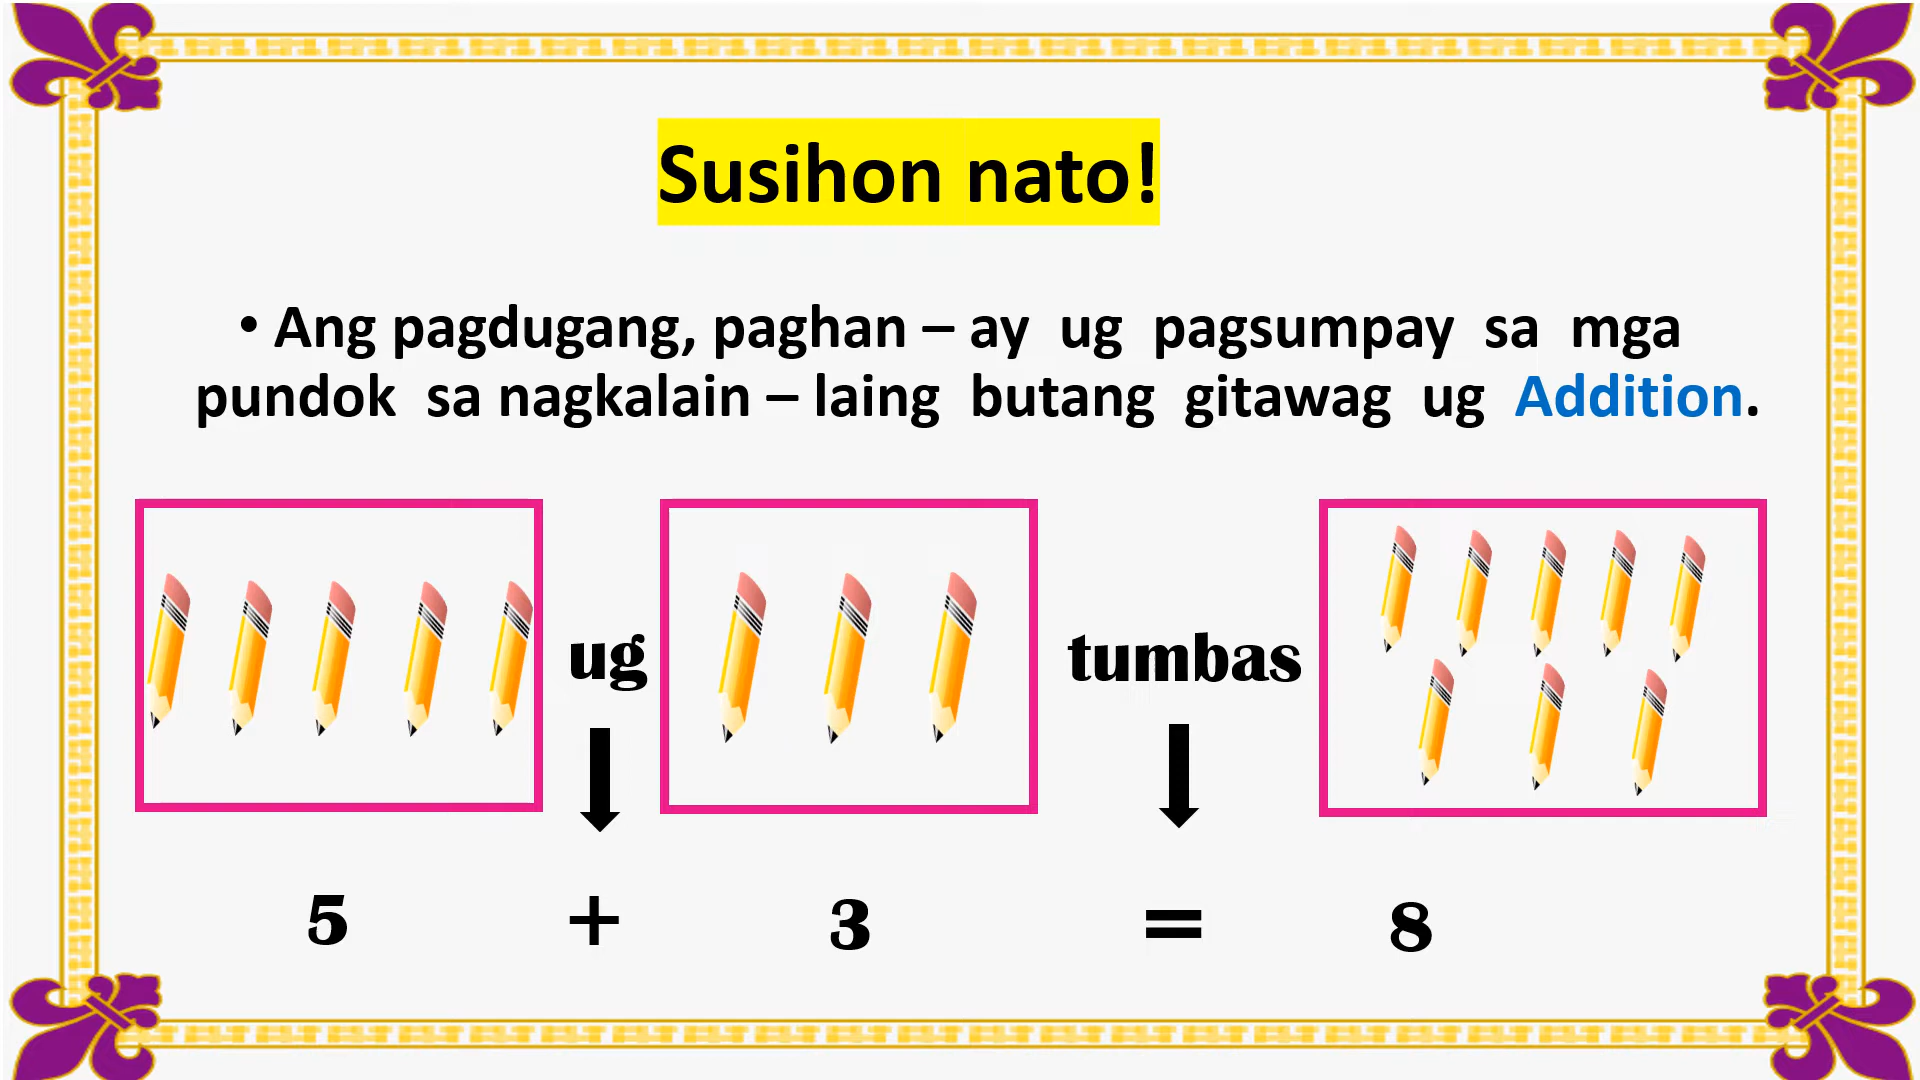 Susihon nato!
• Ang pagdugang, paghan – ay ug pagsumpay sa mga
pundok sa nagkalain – laing butang gitawag ug Addition.
ug
tumbas
5 + 3 = 8